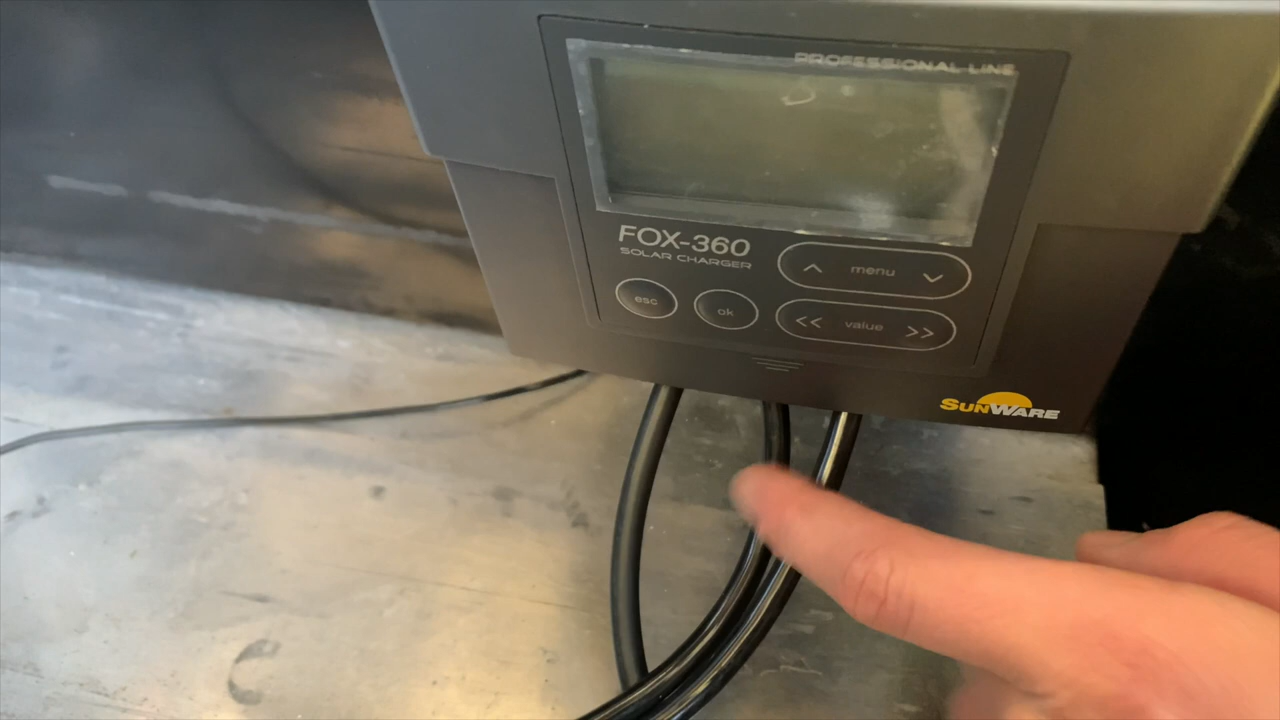 PROFESSIONAL LINE
FOX-360
SOLAR CHARGER
menu
esc
ok
<< value >>
SUNWARE